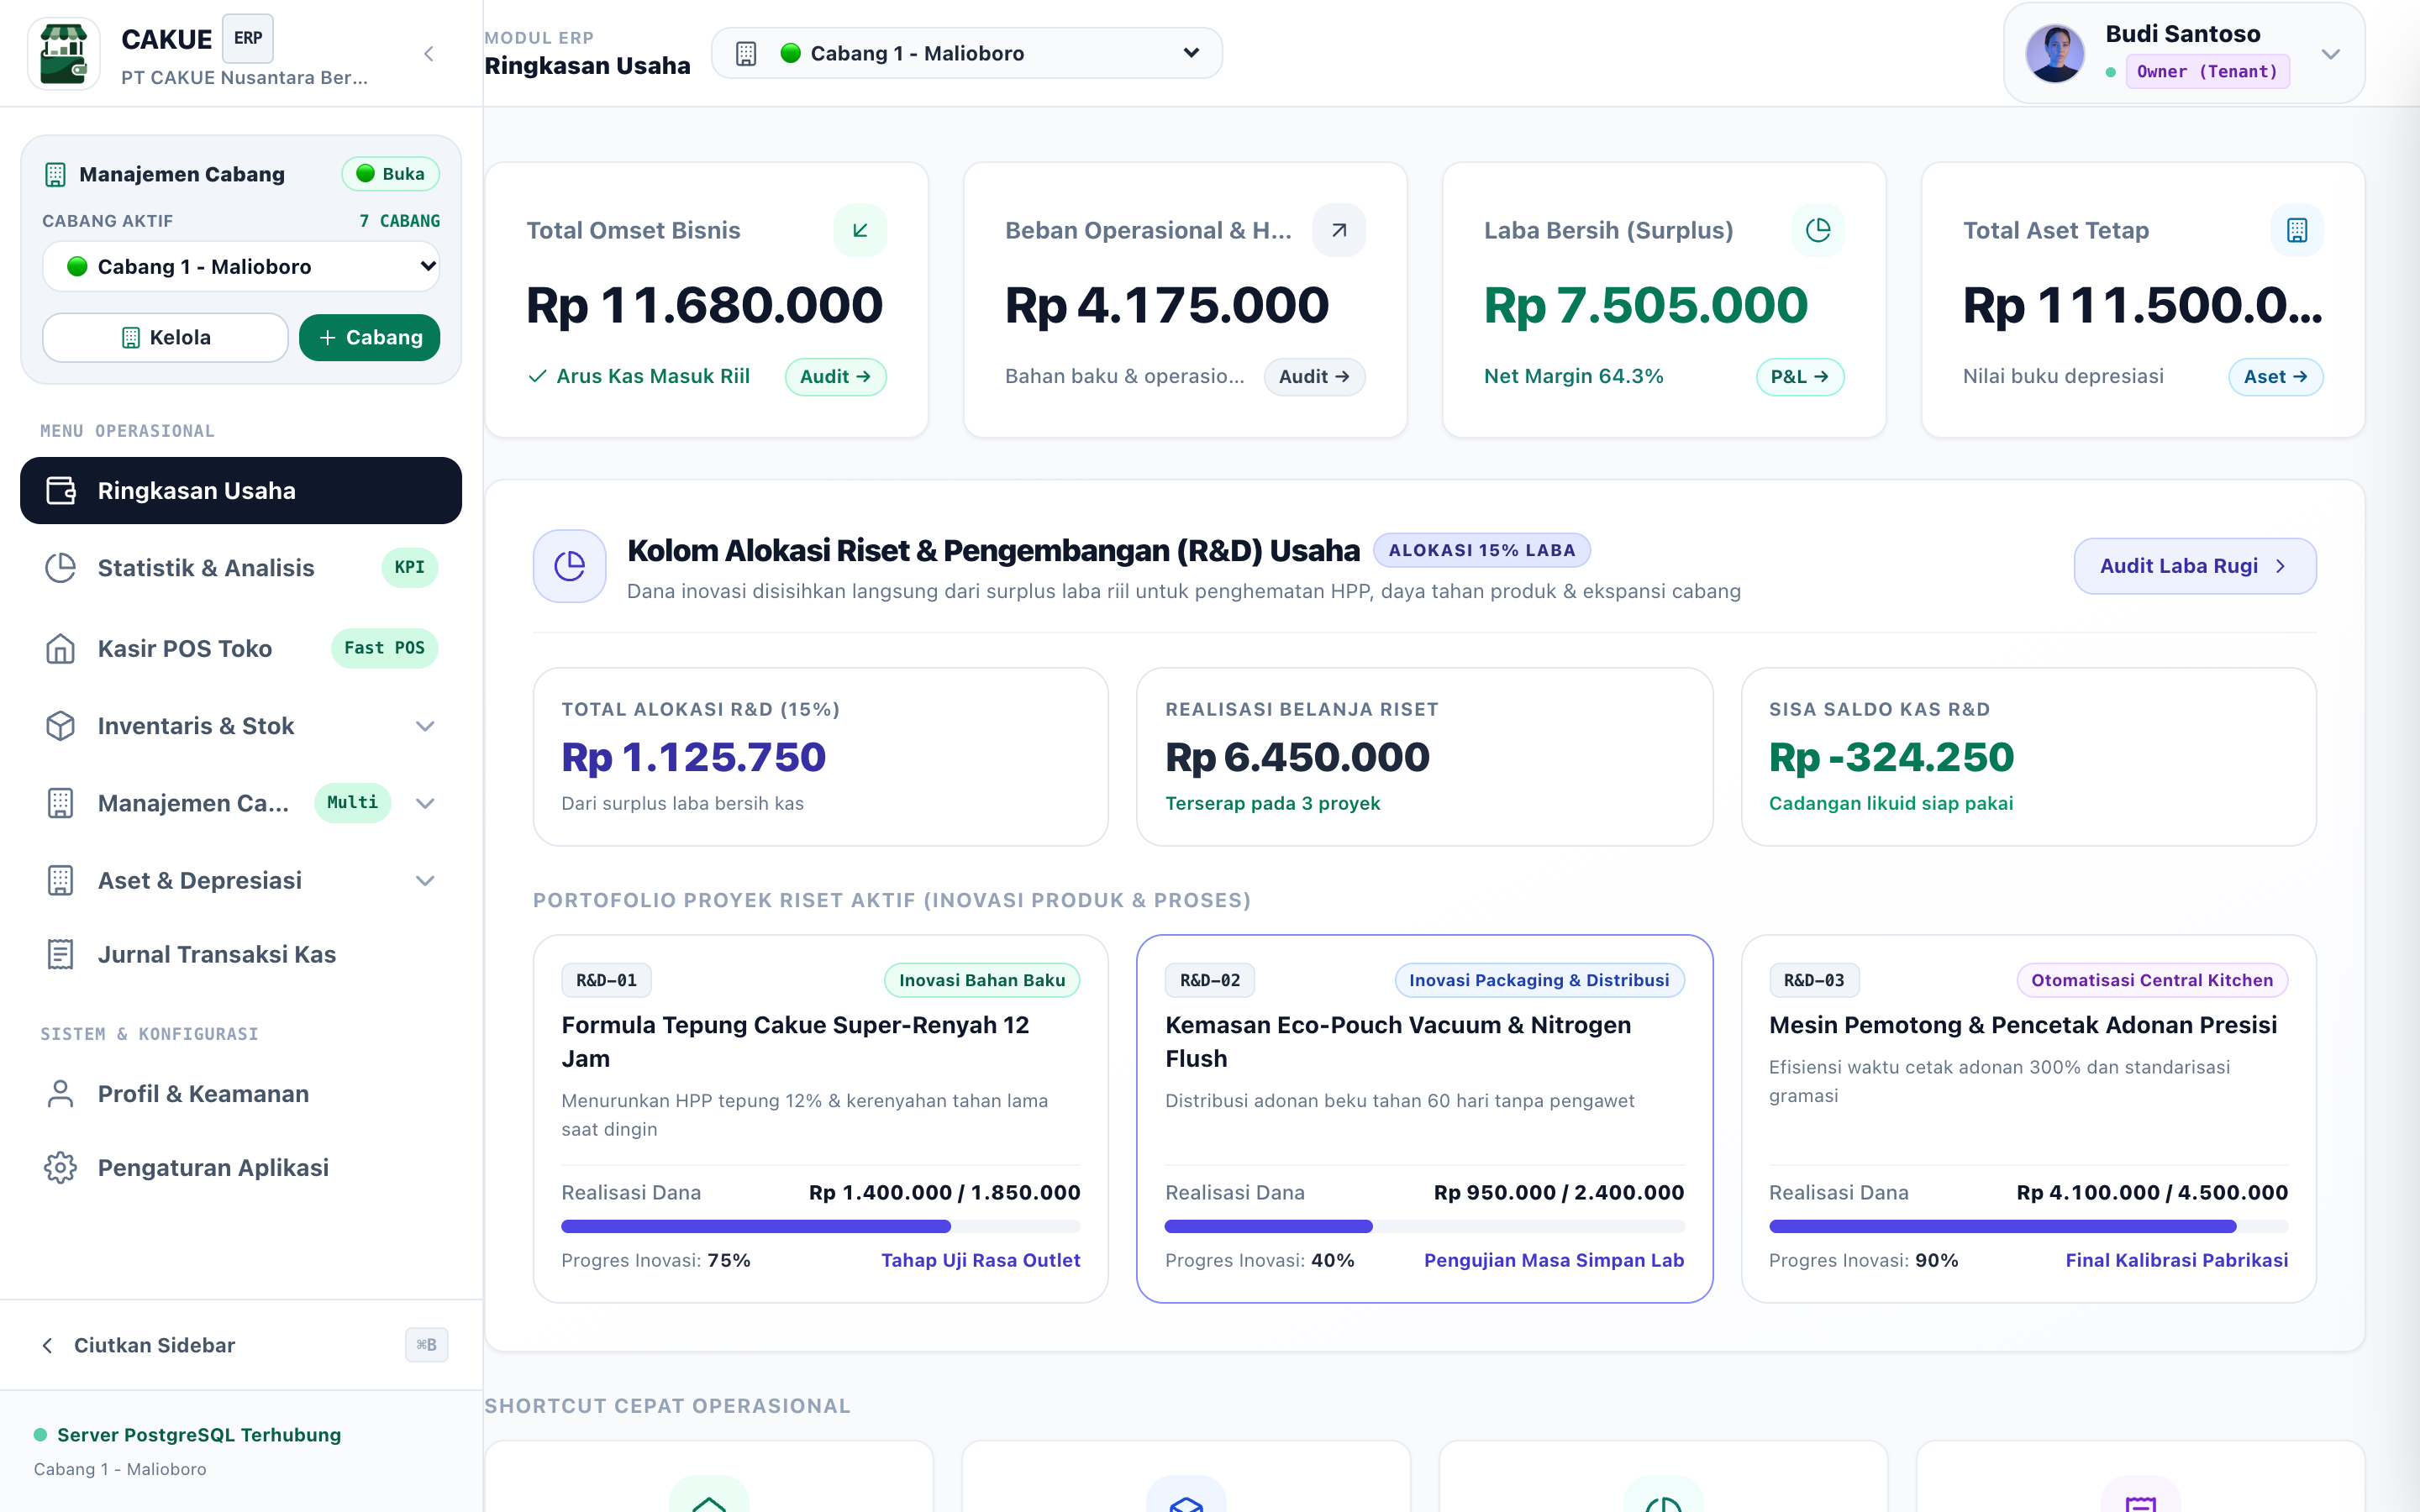 CAKUE ERP
PT CAKUE Nusantara Ber...
MODUL ERP
Ringkasan Usaha
Cabang 1 - Malioboro
Budi Santoso
Owner (Tenant)
Manajemen Cabang
Buka
CABANG AKTIF
7 CABANG
Cabang 1 - Malioboro
Kelola
+ Cabang
MENU OPERASIONAL
Ringkasan Usaha
Statistik & Analisis
KPI
Kasir POS Toko
Fast POS
Inventaris & Stok
Manajemen Ca...
Multi
Aset & Depresiasi
Jurnal Transaksi Kas
SISTEM & KONFIGURASI
Profil & Keamanan
Pengaturan Aplikasi
Ciutkan Sidebar
⌘B
Server PostgreSQL Terhubung
Cabang 1 - Malioboro
Total Omset Bisnis
Rp 11.680.000
Arus Kas Masuk Riil
Audit →
Beban Operasional & H...
Rp 4.175.000
Bahan baku & operasio...
Audit →
Laba Bersih (Surplus)
Rp 7.505.000
Net Margin 64.3%
P&L →
Total Aset Tetap
Rp 111.500.0...
Nilai buku depresiasi
Aset →
Kolom Alokasi Riset & Pengembangan (R&D) Usaha
ALOKASI 15% LABA
Dana inovasi disisihkan langsung dari surplus laba riil untuk penghematan HPP, daya tahan produk & ekspansi cabang
Audit Laba Rugi
TOTAL ALOKASI R&D (15%)
Rp 1.125.750
Dari surplus laba bersih kas
REALISASI BELANJA RISET
Rp 6.450.000
Terserap pada 3 proyek
SISA SALDO KAS R&D
Rp -324.250
Cadangan likuid siap pakai
PORTOFOLIO PROYEK RISET AKTIF (INOVASI PRODUK & PROSES)
R&D-01
Inovasi Bahan Baku
Formula Tepung Cakue Super-Renyah 12
Jam
Menurunkan HPP tepung 12% & kerenyahan tahan lama
saat dingin
Realisasi Dana
Rp 1.400.000 / 1.850.000
Progres Inovasi: 75%
Tahap Uji Rasa Outlet
R&D-02
Inovasi Packaging & Distribusi
Kemasan Eco-Pouch Vacuum & Nitrogen
Flush
Distribusi adonan beku tahan 60 hari tanpa pengawet
Realisasi Dana
Rp 950.000 / 2.400.000
Progres Inovasi: 40%
Pengujian Masa Simpan Lab
R&D-03
Otomatisasi Central Kitchen
Mesin Pemotong & Pencetak Adonan Presisi
Efisiensi waktu cetak adonan 300% dan standarisasi
gramasi
Realisasi Dana
Rp 4.100.000 / 4.500.000
Progres Inovasi: 90%
Final Kalibrasi Pabrikasi
SHORTCUT CEPAT OPERASIONAL